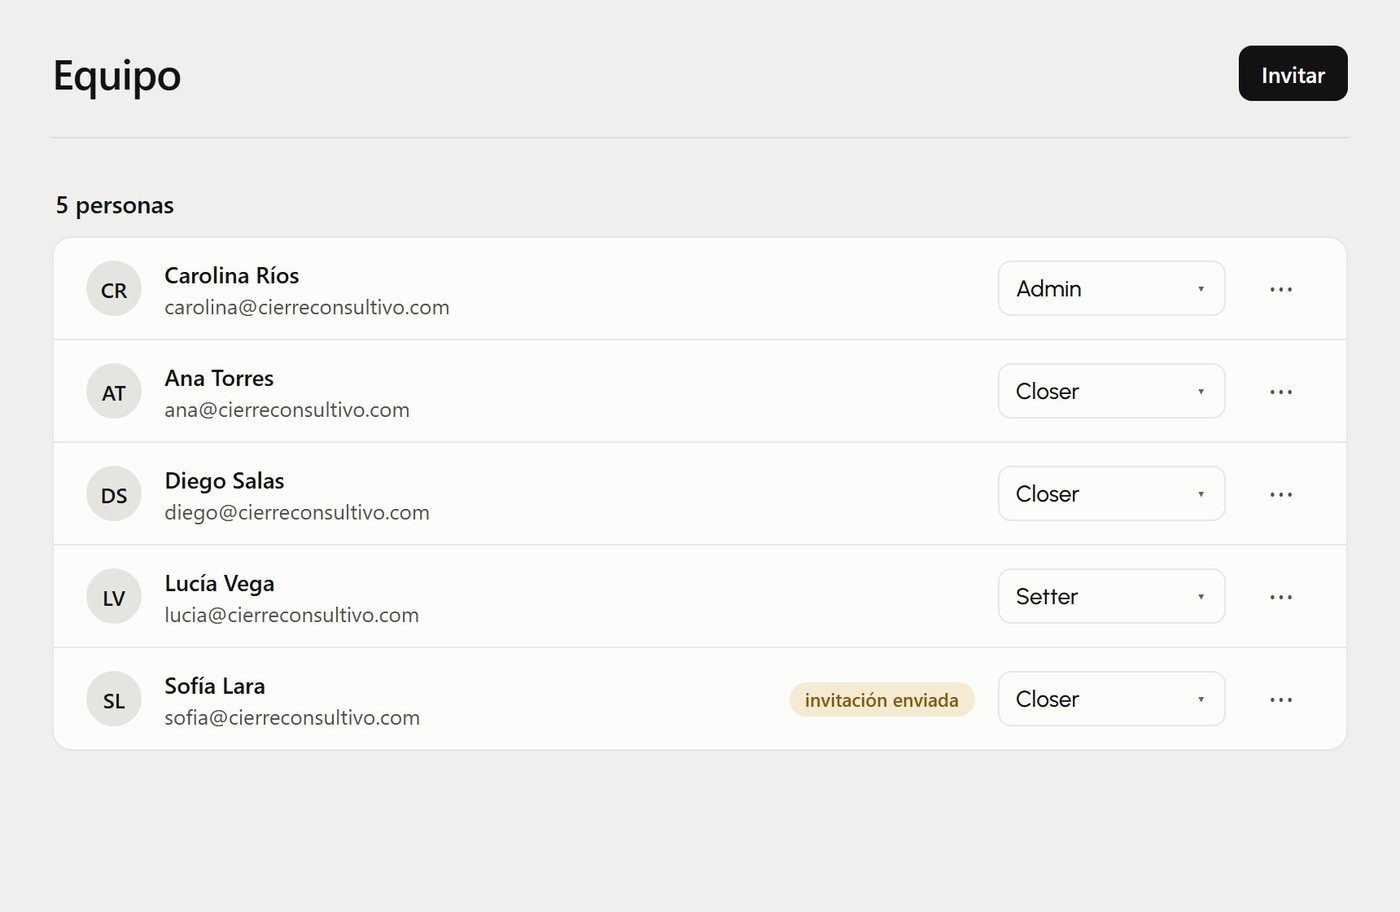 Equipo
Invitar
5 personas
CR
Carolina Ríos
carolina@cierreconsultivo.com
Admin
AT
Ana Torres
ana@cierreconsultivo.com
Closer
DS
Diego Salas
diego@cierreconsultivo.com
Closer
LV
Lucía Vega
lucia@cierreconsultivo.com
Setter
SL
Sofía Lara
sofia@cierreconsultivo.com
invitación enviada
Closer